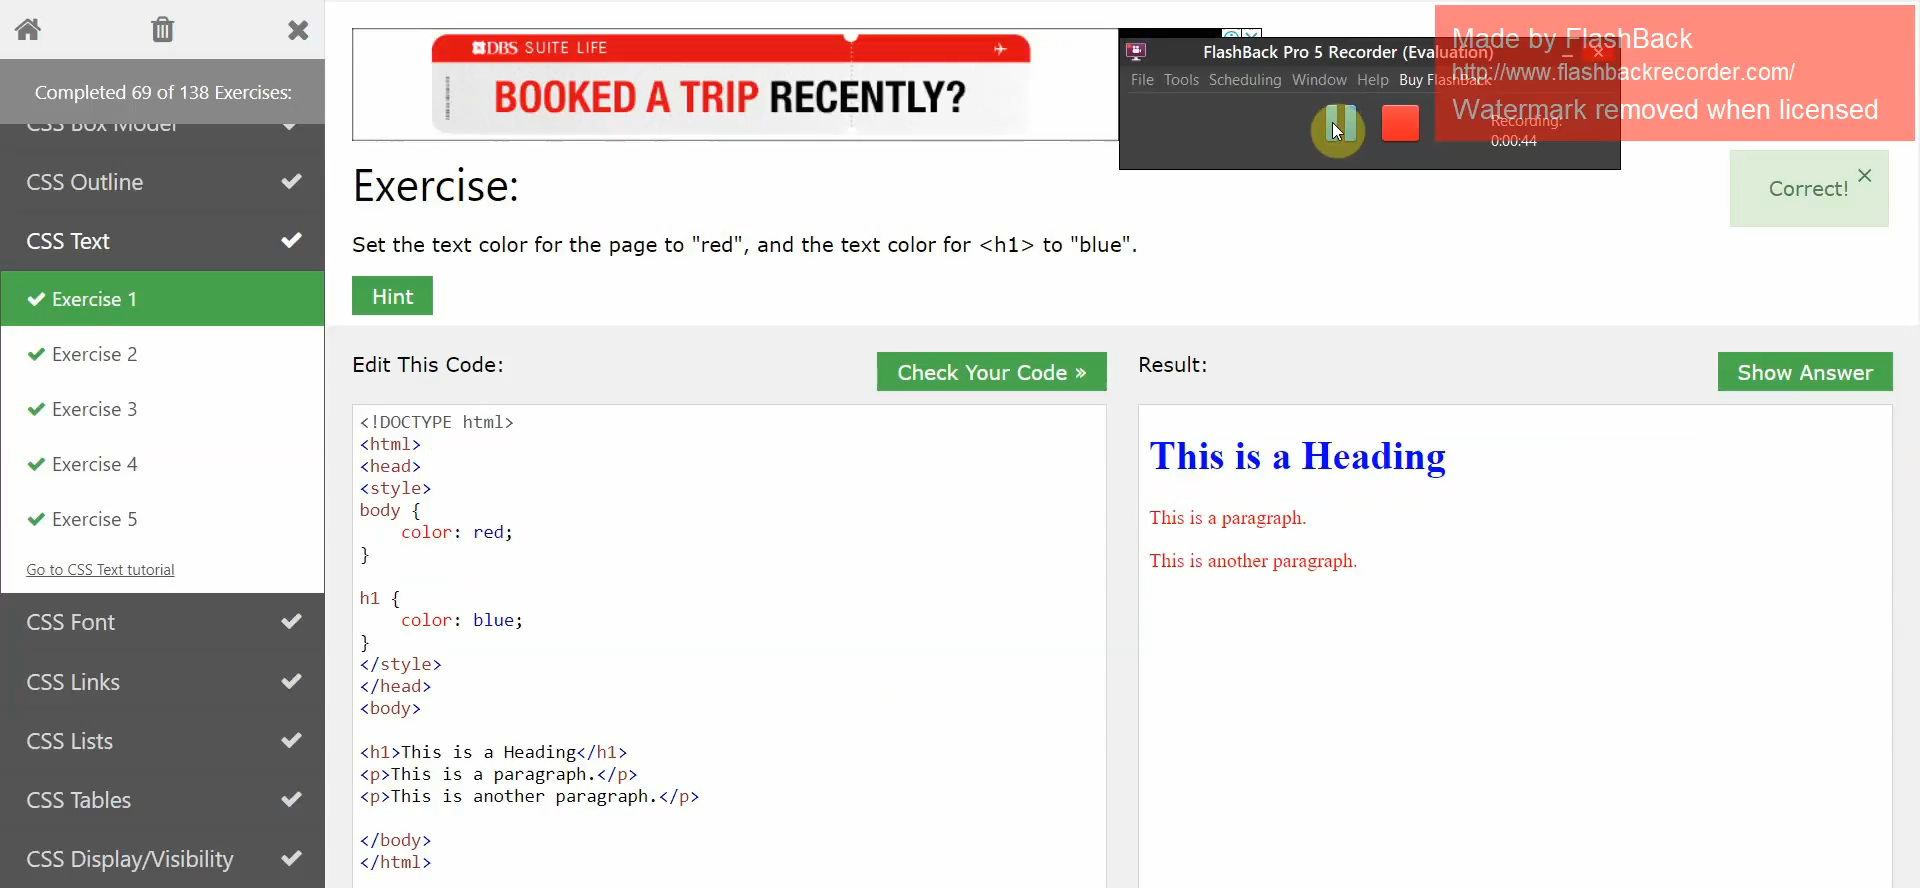 Completed 69 of 138 Exercises:
CSS Box Model
CSS Outline
CSS Text
Exercise 1
Exercise 2
Exercise 3
Exercise 4
Exercise 5
Go to CSS Text tutorial
CSS Font
CSS Links
CSS Lists
CSS Tables
CSS Display/Visibility
DBS SUITE LIFE
BOOKED A TRIP RECENTLY?
FlashBack Pro 5 Recorder (Evaluation)
File Tools Scheduling Window Help Buy FlashBack
Recording:
0:00:44
Made by FlashBack
http://www.flashbackrecorder.com/
Watermark removed when licensed
Correct!
Exercise:
Set the text color for the page to "red", and the text color for <h1> to "blue".
Hint
Edit This Code:
Check Your Code »
<!DOCTYPE html>
<html>
<head>
<style>
body {
    color: red;
}
h1 {
    color: blue;
}
</style>
</head>
<body>
<h1>This is a Heading</h1>
<p>This is a paragraph.</p>
<p>This is another paragraph.</p>
</body>
</html>
Result:
Show Answer
This is a Heading
This is a paragraph.
This is another paragraph.